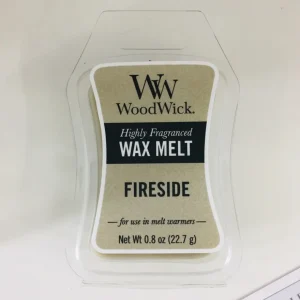 WW
WoodWick.
Highly Fragranced
WAX MELT
FIRESIDE
for use in melt warmers
Net Wt 0.8 oz (22.7 g)